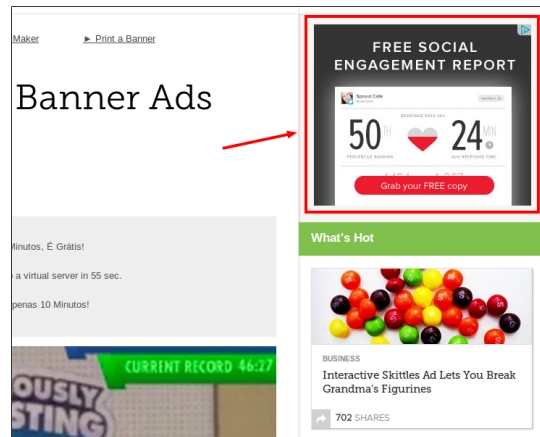 Maker
► Print a Banner
Banner Ads
Minutos, É Grátis!
a virtual server in 55 sec.
penas 10 Minutos!
CURRENT RECORD 46:27
OUSLY
STING
FREE SOCIAL
ENGAGEMENT REPORT
Sprout Cafe
RESPONSE RATE
50TH
24 MIN
PERCENTILE RANKING
AVG RESPONSE TIME
Grab your FREE copy
What's Hot
BUSINESS
Interactive Skittles Ad Lets You Break
Grandma's Figurines
702 SHARES